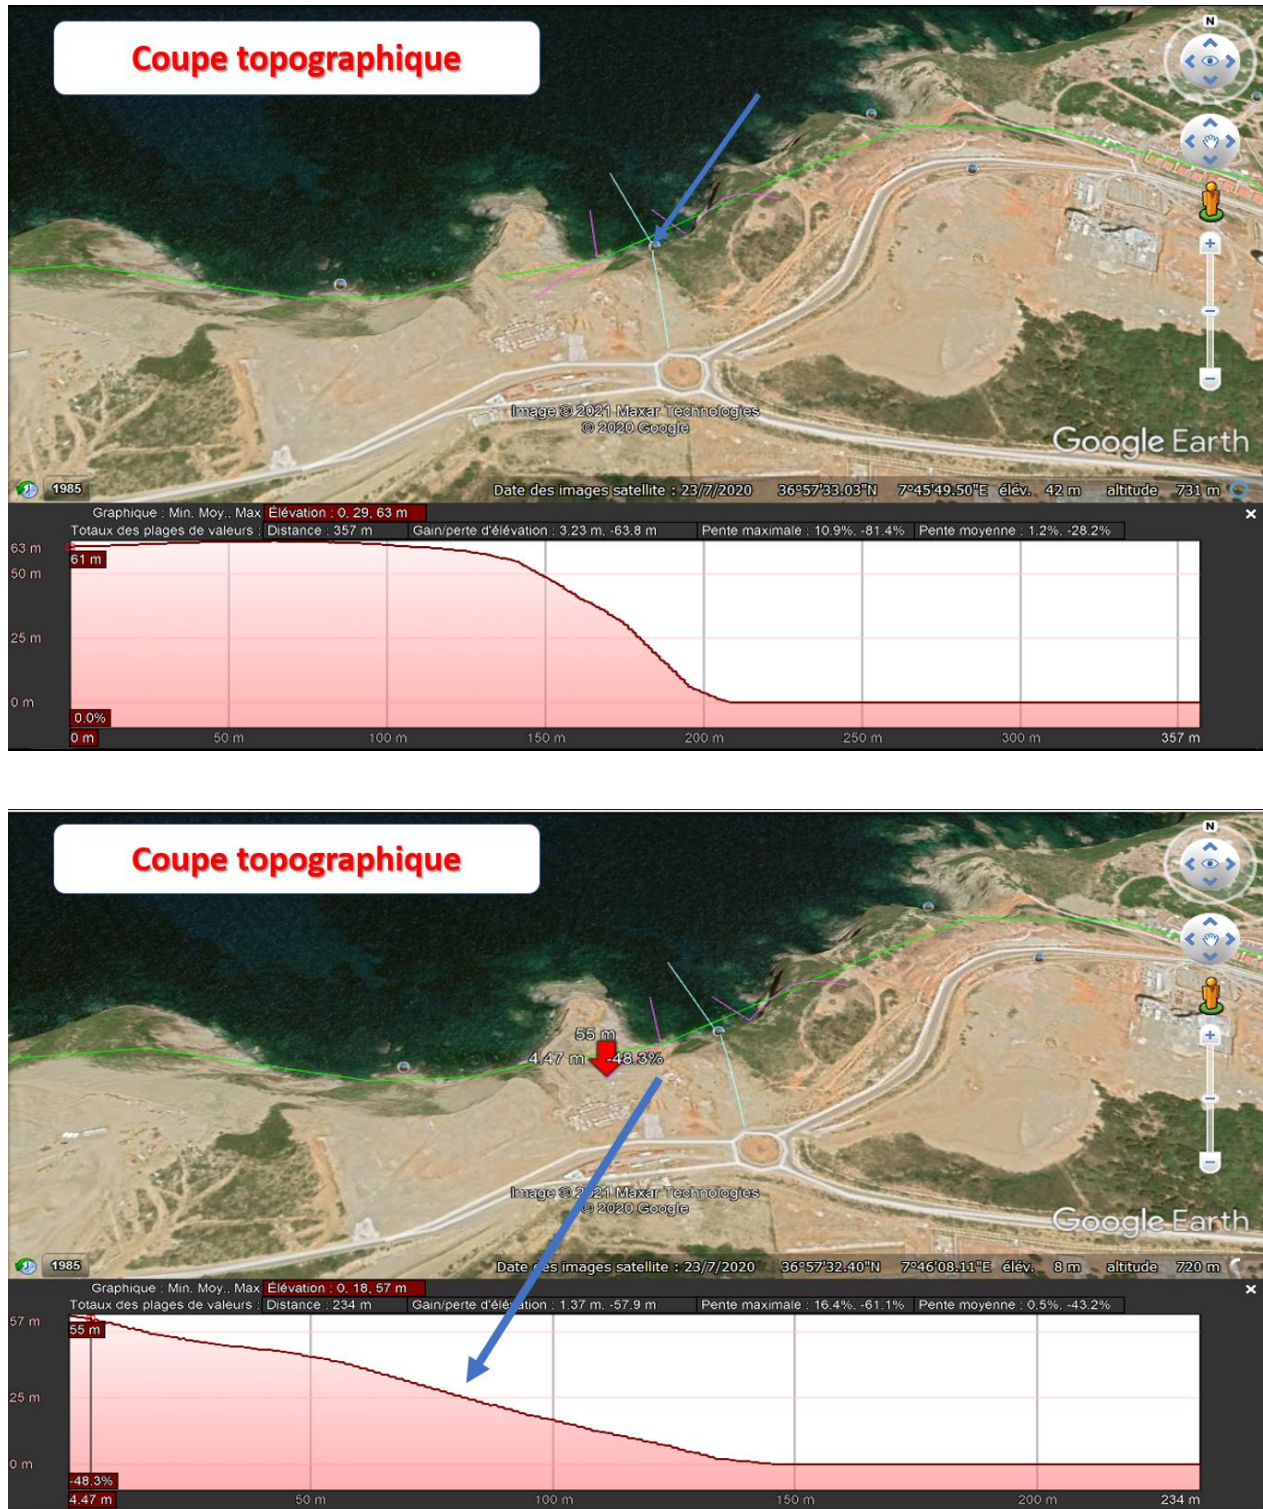 Coupe topographique
N
Image © 2021 Maxar Technologies
© 2020 Google
Google Earth
1985
Date des images satellite : 23/7/2020 36°57'33.03"N 7°45'49.50"E élév. 42 m altitude 731 m
Graphique : Min. Moy., Max Élévation : 0, 29, 63 m
Totaux des plages de valeurs : Distance : 357 m Gain/perte d'élévation : 3.23 m, -63.8 m Pente maximale : 10.9%, -81.4% Pente moyenne : 1.2%, -28.2%
63 m
61 m
50 m
25 m
0 m
0.0%
0 m 50 m 100 m 150 m 200 m 250 m 300 m 357 m
Coupe topographique
N
55 m
4.47 m -48.3%
Image © 2021 Maxar Technologies
© 2020 Google
Google Earth
1985
Date des images satellite : 23/7/2020 36°57'32.40"N 7°46'08.11"E élév. 8 m altitude 720 m
Graphique : Min. Moy., Max Élévation : 0, 18, 57 m
Totaux des plages de valeurs : Distance : 234 m Gain/perte d'élévation : 1.37 m, -57.9 m Pente maximale : 16.4%, -61.1% Pente moyenne : 0.5%, -43.2%
57 m
55 m
25 m
0 m
-48.3%
4.47 m 50 m 100 m 150 m 200 m 234 m